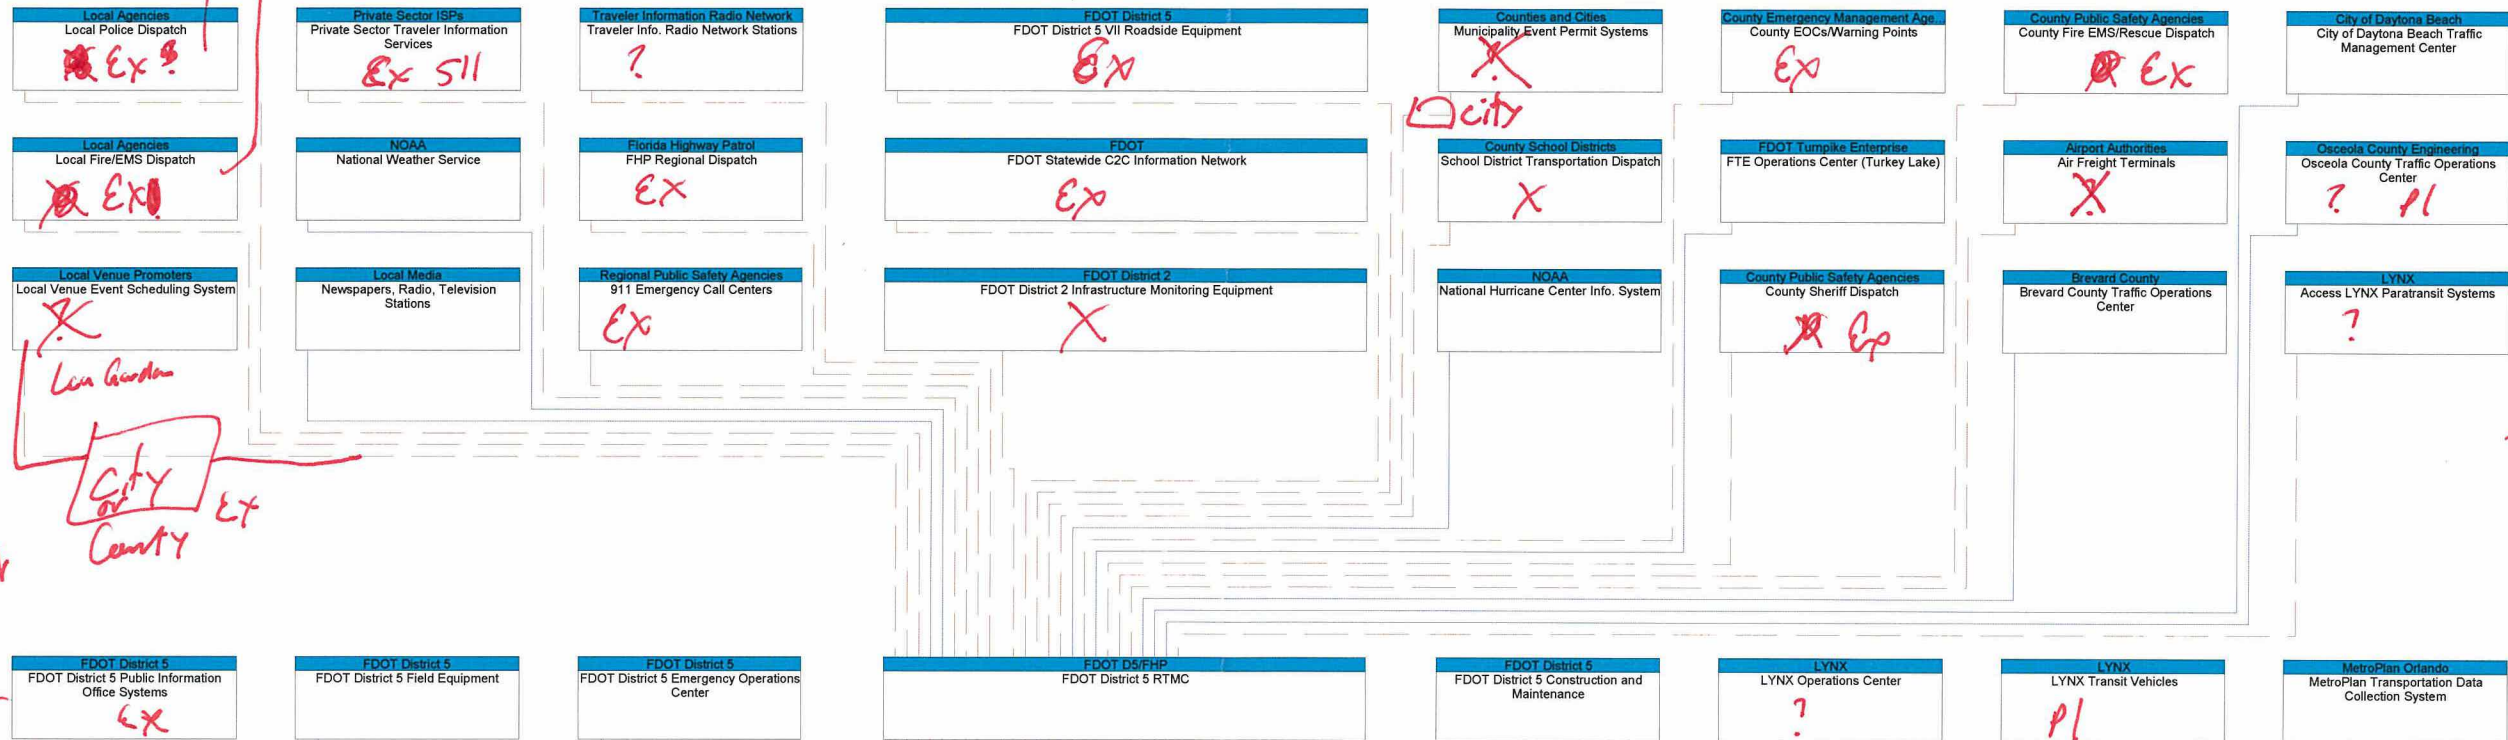 Local Agencies
Local Police Dispatch
Ex ?
Private Sector ISPs
Private Sector Traveler Information
Services
Ex 511
Traveler Information Radio Network
Traveler Info. Radio Network Stations
?
FDOT District 5
FDOT District 5 VII Roadside Equipment
Ex
Counties and Cities
Municipality Event Permit Systems
X
city
County Emergency Management Age...
County EOCs/Warning Points
Ex
County Public Safety Agencies
County Fire EMS/Rescue Dispatch
Ex
City of Daytona Beach
City of Daytona Beach Traffic
Management Center
Local Agencies
Local Fire/EMS Dispatch
Ex
NOAA
National Weather Service
Florida Highway Patrol
FHP Regional Dispatch
Ex
FDOT
FDOT Statewide C2C Information Network
Ex
County School Districts
School District Transportation Dispatch
X
FDOT Turnpike Enterprise
FTE Operations Center (Turkey Lake)
Airport Authorities
Air Freight Terminals
X
Osceola County Engineering
Osceola County Traffic Operations
Center
? Pl
Local Venue Promoters
Local Venue Event Scheduling System
X
Local Media
Newspapers, Radio, Television
Stations
Regional Public Safety Agencies
911 Emergency Call Centers
Ex
FDOT District 2
FDOT District 2 Infrastructure Monitoring Equipment
X
NOAA
National Hurricane Center Info. System
County Public Safety Agencies
County Sheriff Dispatch
Ex
Brevard County
Brevard County Traffic Operations
Center
LYNX
Access LYNX Paratransit Systems
?
City
or
County
Ex
FDOT District 5
FDOT District 5 Public Information
Office Systems
Ex
FDOT District 5
FDOT District 5 Field Equipment
FDOT District 5
FDOT District 5 Emergency Operations
Center
FDOT D5/FHP
FDOT District 5 RTMC
FDOT District 5
FDOT District 5 Construction and
Maintenance
LYNX
LYNX Operations Center
?
LYNX
LYNX Transit Vehicles
Pl
MetroPlan Orlando
MetroPlan Transportation Data
Collection System